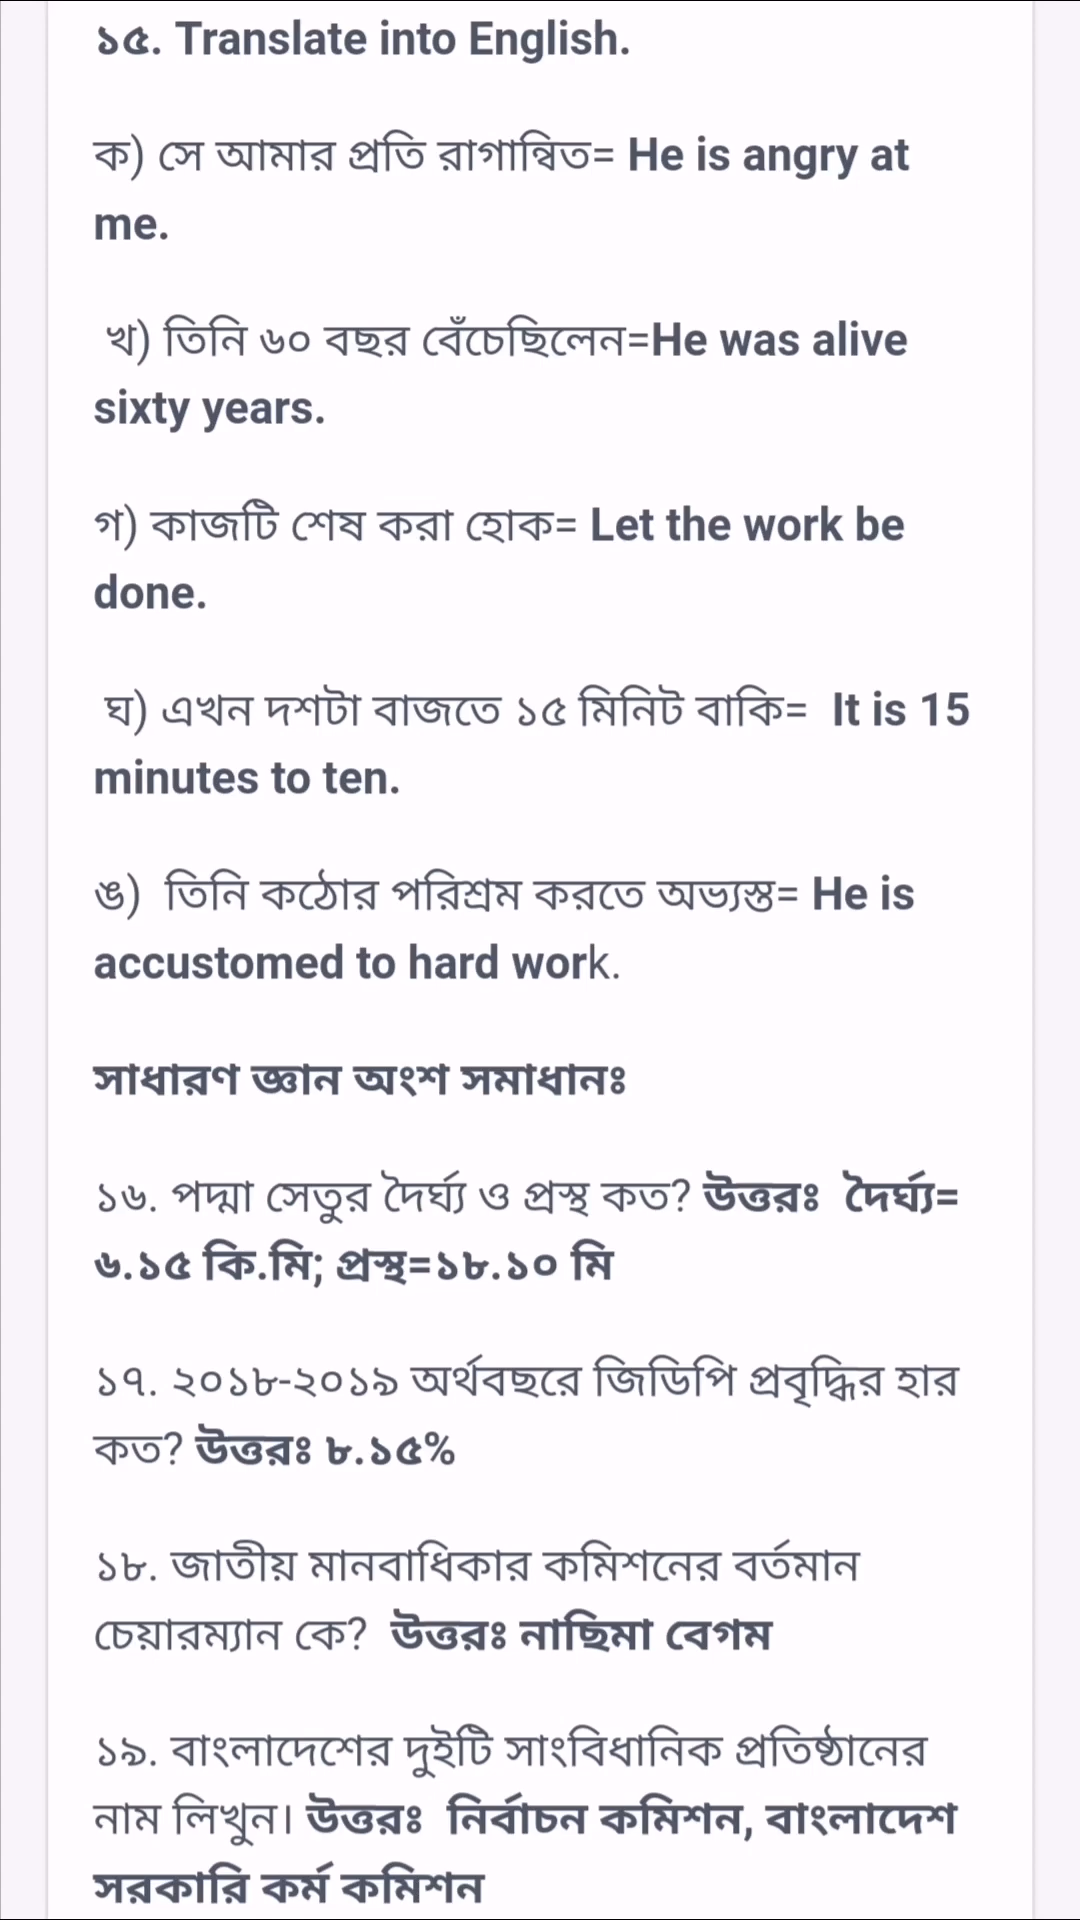 ১৫. Translate into English.
ক) সে আমার প্রতি রাগান্বিত= He is angry at
me.
খ) তিনি ৬০ বছর বেঁচেছিলেন=He was alive
sixty years.
গ) কাজটি শেষ করা হোক= Let the work be
done.
ঘ) এখন দশটা বাজতে ১৫ মিনিট বাকি= It is 15
minutes to ten.
ঙ) তিনি কঠোর পরিশ্রম করতে অভ্যস্ত= He is
accustomed to hard work.
সাধারণ জ্ঞান অংশ সমাধানঃ
১৬. পদ্মা সেতুর দৈর্ঘ্য ও প্রস্থ কত? উত্তরঃ দৈর্ঘ্য=
৬.১৫ কি.মি; প্রস্থ=১৮.১০ মি
১৭. ২০১৮-২০১৯ অর্থবছরে জিডিপি প্রবৃদ্ধির হার
কত? উত্তরঃ ৮.১৫%
১৮. জাতীয় মানবাধিকার কমিশনের বর্তমান
চেয়ারম্যান কে? উত্তরঃ নাছিমা বেগম
১৯. বাংলাদেশের দুইটি সাংবিধানিক প্রতিষ্ঠানের
নাম লিখুন। উত্তরঃ নির্বাচন কমিশন, বাংলাদেশ
সরকারি কর্ম কমিশন